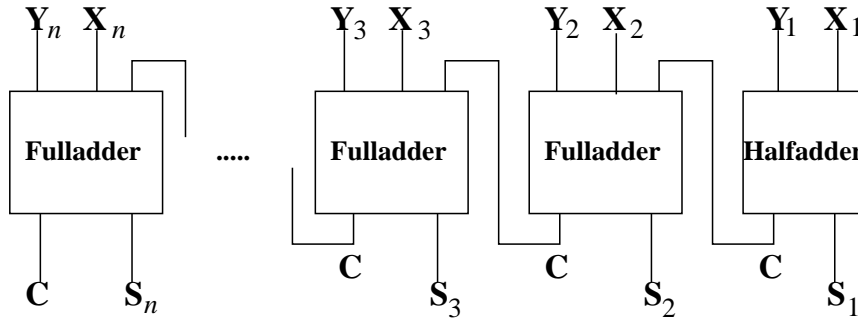 Yn Xn Y3 X3 Y2 X2 Y1 X1
Fulladder ..... Fulladder Fulladder Halfadder
C C C
C Sn S3 S2 S1